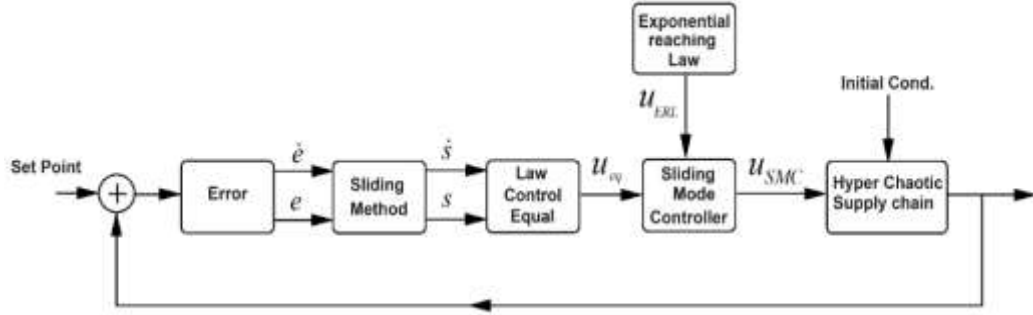 Exponential
reaching
Law
u_ERL
Initial Cond.
Set Point
+
ė
e
Error
Sliding
Method
ṡ
s
Law
Control
Equal
u_eq
Sliding
Mode
Controller
u_SMC
Hyper Chaotic
Supply chain